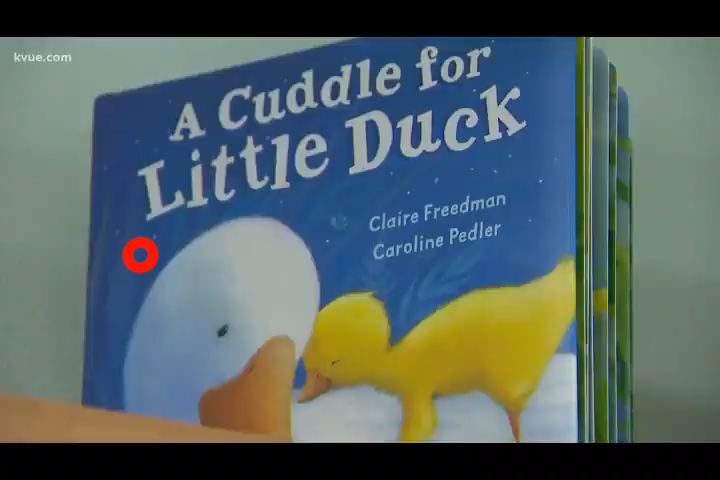 kvue.com
A Cuddle for
Little Duck
Claire Freedman
Caroline Pedler